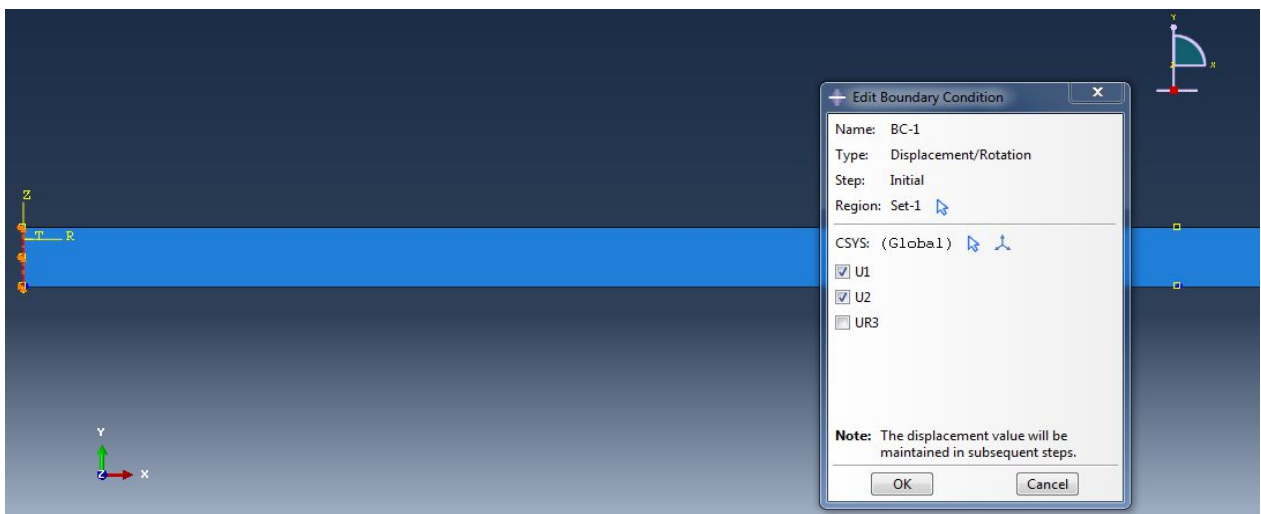 Y
X
Z
Edit Boundary Condition
X
Name: BC-1
Type: Displacement/Rotation
Step: Initial
Region: Set-1
CSYS: (Global)
U1
U2
UR3
Note: The displacement value will be
maintained in subsequent steps.
OK Cancel
Z
T R
Y
Z X